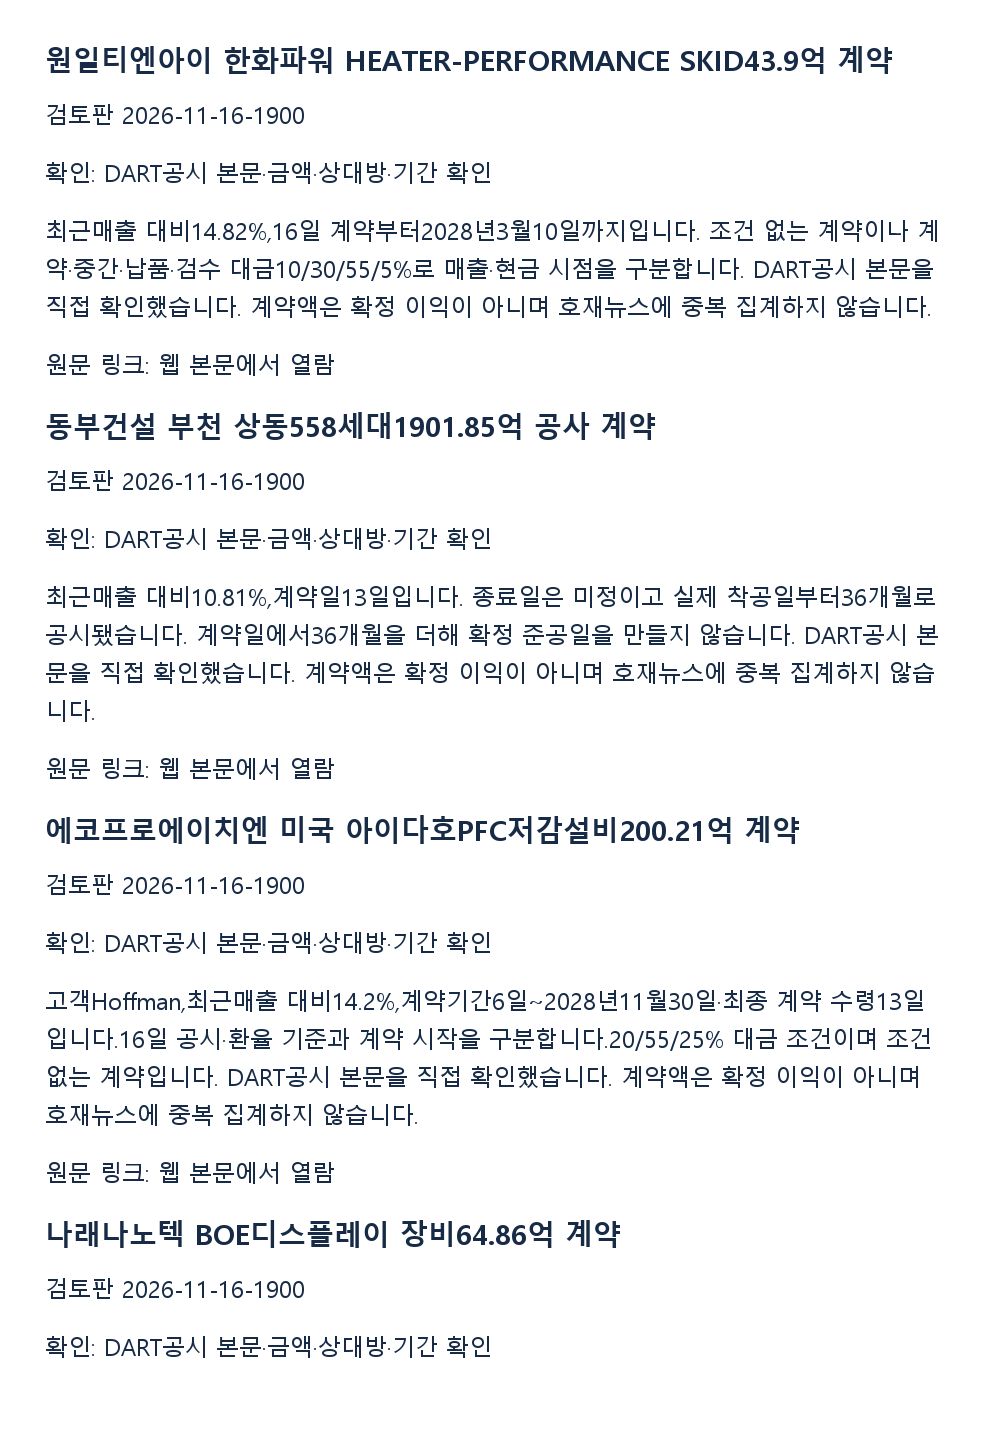 원일티엔아이 한화파워 HEATER-PERFORMANCE SKID43.9억 계약
검토판 2026-11-16-1900
확인: DART공시 본문·금액·상대방·기간 확인
최근매출 대비14.82%,16일 계약부터2028년3월10일까지입니다. 조건 없는 계약이나 계
약·중간·납품·검수 대금10/30/55/5%로 매출·현금 시점을 구분합니다. DART공시 본문을
직접 확인했습니다. 계약액은 확정 이익이 아니며 호재뉴스에 중복 집계하지 않습니다.
원문 링크: 웹 본문에서 열람
동부건설 부천 상동558세대1901.85억 공사 계약
검토판 2026-11-16-1900
확인: DART공시 본문·금액·상대방·기간 확인
최근매출 대비10.81%,계약일13일입니다. 종료일은 미정이고 실제 착공일부터36개월로
공시됐습니다. 계약일에서36개월을 더해 확정 준공일을 만들지 않습니다. DART공시 본
문을 직접 확인했습니다. 계약액은 확정 이익이 아니며 호재뉴스에 중복 집계하지 않습
니다.
원문 링크: 웹 본문에서 열람
에코프로에이치엔 미국 아이다호PFC저감설비200.21억 계약
검토판 2026-11-16-1900
확인: DART공시 본문·금액·상대방·기간 확인
고객Hoffman,최근매출 대비14.2%,계약기간6일~2028년11월30일·최종 계약 수령13일
입니다.16일 공시·환율 기준과 계약 시작을 구분합니다.20/55/25% 대금 조건이며 조건
없는 계약입니다. DART공시 본문을 직접 확인했습니다. 계약액은 확정 이익이 아니며
호재뉴스에 중복 집계하지 않습니다.
원문 링크: 웹 본문에서 열람
나래나노텍 BOE디스플레이 장비64.86억 계약
검토판 2026-11-16-1900
확인: DART공시 본문·금액·상대방·기간 확인